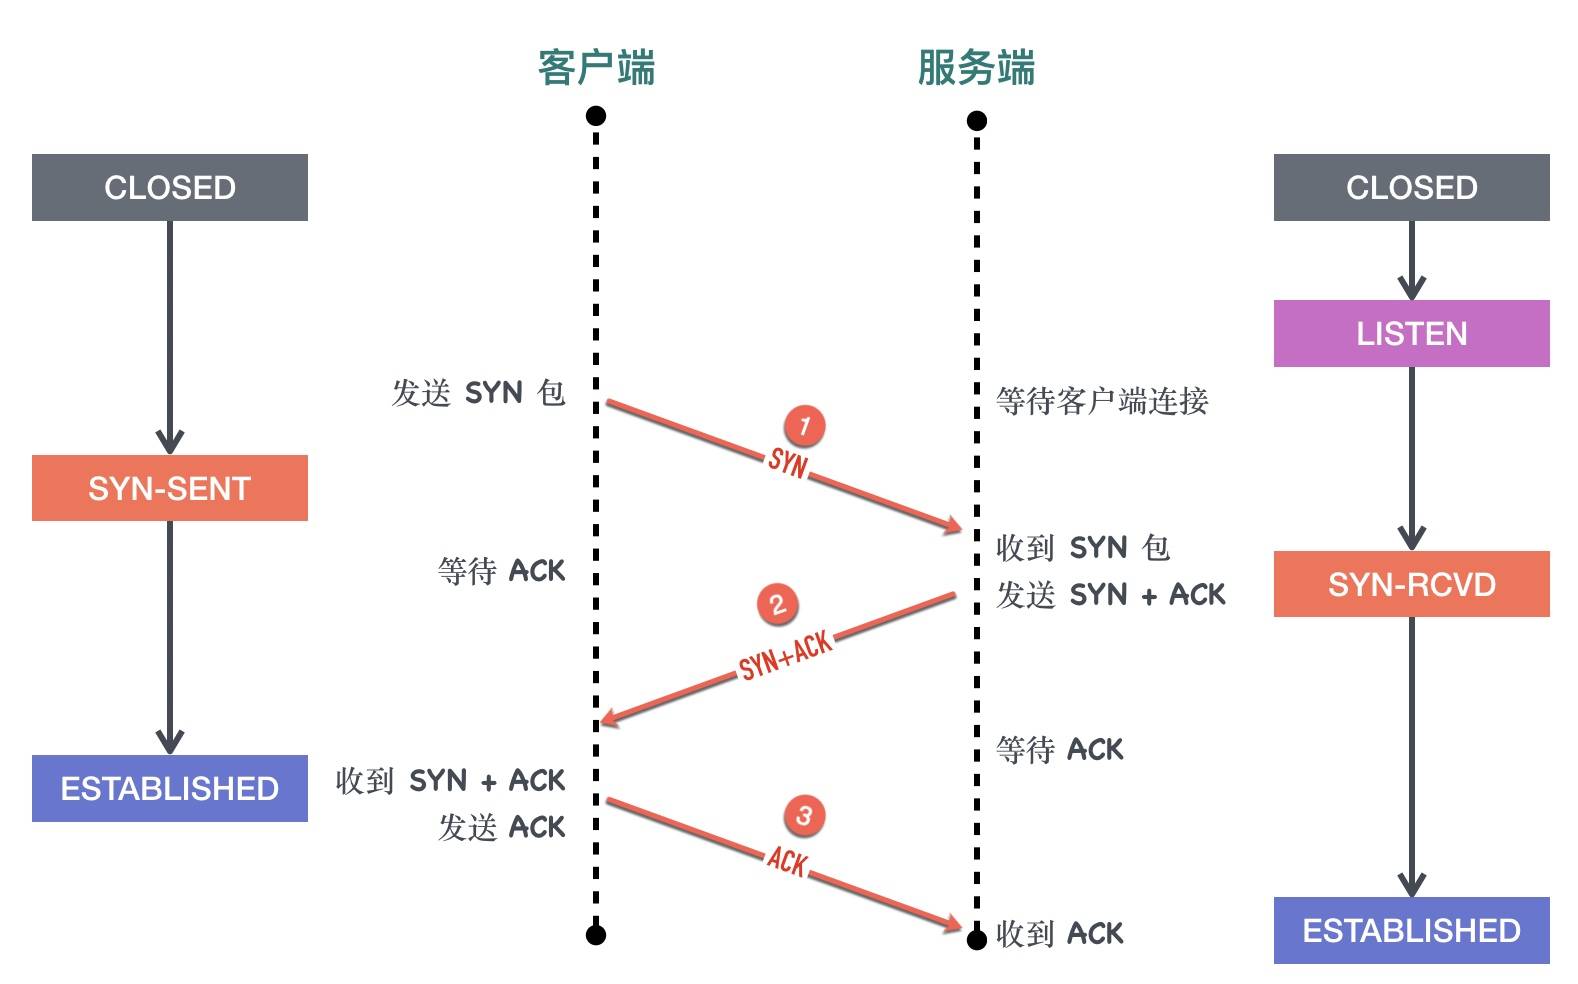 客户端
服务端
CLOSED
CLOSED
LISTEN
发送 SYN 包
等待客户端连接
1
SYN
SYN-SENT
收到 SYN 包
等待 ACK
发送 SYN + ACK
SYN-RCVD
2
SYN+ACK
等待 ACK
ESTABLISHED
收到 SYN + ACK
发送 ACK
3
ACK
收到 ACK
ESTABLISHED